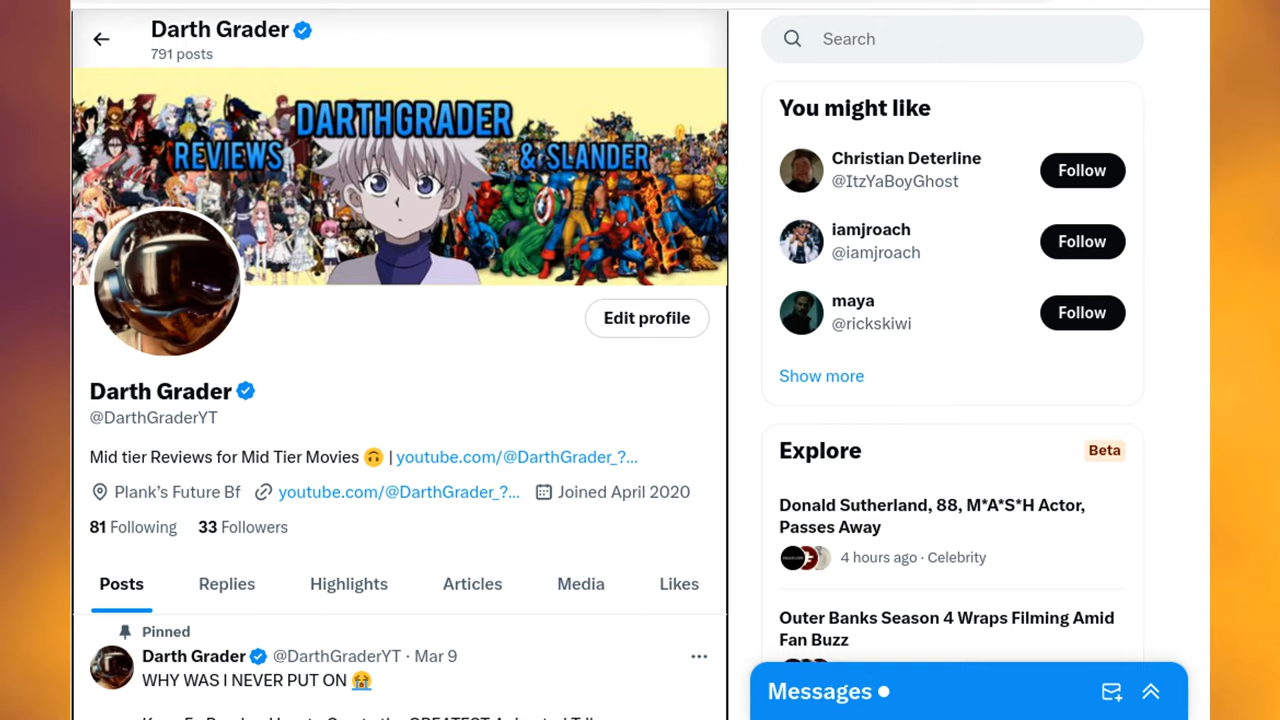 Darth Grader
791 posts
DARTHGRADER
REVIEWS & SLANDER
Edit profile
Darth Grader
@DarthGraderYT
Mid tier Reviews for Mid Tier Movies 🙃 | youtube.com/@DarthGrader_?...
Plank's Future Bf youtube.com/@DarthGrader_?... Joined April 2020
81 Following 33 Followers
Posts Replies Highlights Articles Media Likes
Pinned
Darth Grader @DarthGraderYT · Mar 9
WHY WAS I NEVER PUT ON 😭
Search
You might like
Christian Deterline
@ItzYaBoyGhost
Follow
iamjroach
@iamjroach
Follow
maya
@rickskiwi
Follow
Show more
Explore
Beta
Donald Sutherland, 88, M*A*S*H Actor,
Passes Away
4 hours ago · Celebrity
Outer Banks Season 4 Wraps Filming Amid
Fan Buzz
Messages